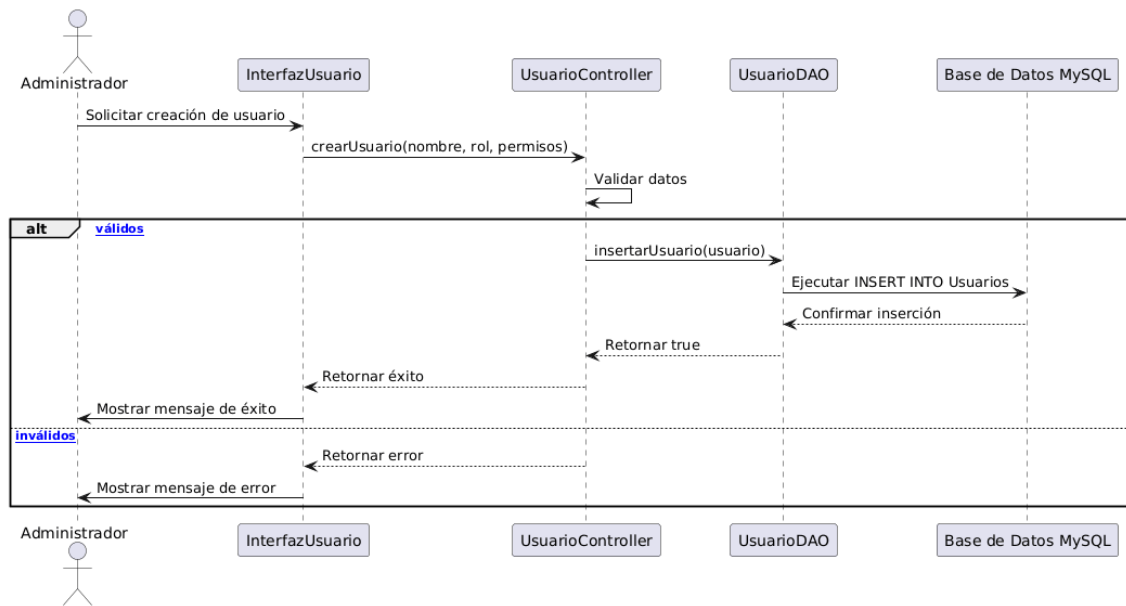 Administrador
InterfazUsuario
UsuarioController
UsuarioDAO
Base de Datos MySQL
Solicitar creación de usuario
crearUsuario(nombre, rol, permisos)
Validar datos
alt
válidos
insertarUsuario(usuario)
Ejecutar INSERT INTO Usuarios
Confirmar inserción
Retornar true
Retornar éxito
Mostrar mensaje de éxito
inválidos
Retornar error
Mostrar mensaje de error
Administrador
InterfazUsuario
UsuarioController
UsuarioDAO
Base de Datos MySQL